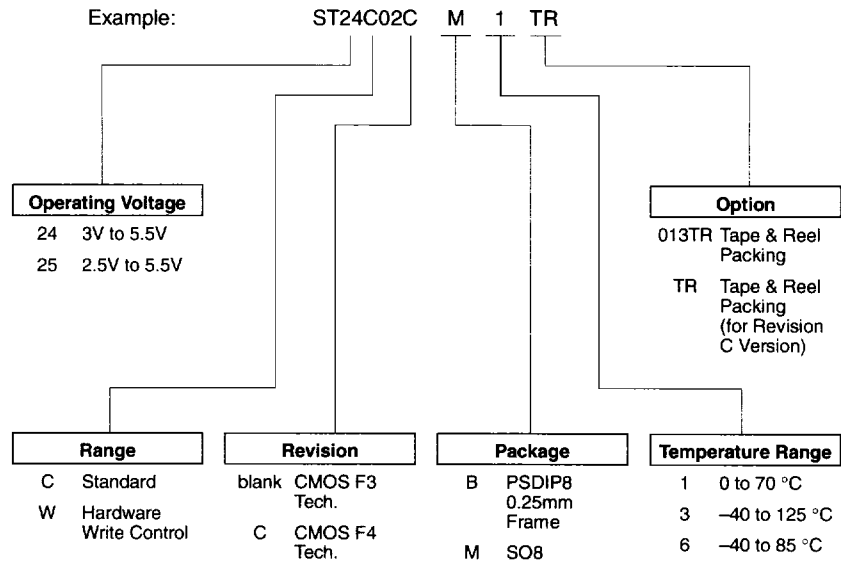 Example: ST24C02C M 1 TR
Operating Voltage
24 3V to 5.5V
25 2.5V to 5.5V
Option
013TR Tape & Reel
Packing
TR Tape & Reel
Packing
(for Revision
C Version)
Range
C Standard
W Hardware
Write Control
Revision
blank CMOS F3
Tech.
C CMOS F4
Tech.
Package
B PSDIP8
0.25mm
Frame
M SO8
Temperature Range
1 0 to 70 °C
3 –40 to 125 °C
6 –40 to 85 °C